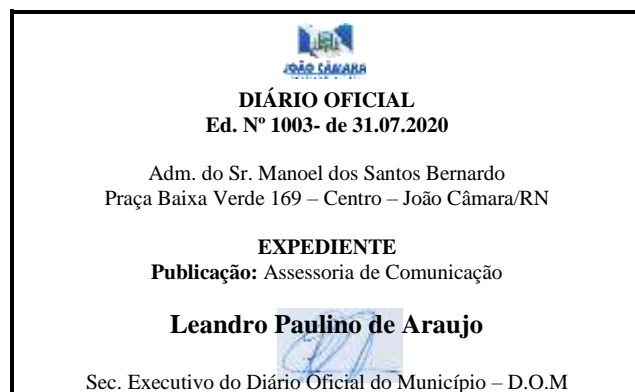 JOÃO CÂMARA
DIÁRIO OFICIAL
Ed. Nº 1003- de 31.07.2020
Adm. do Sr. Manoel dos Santos Bernardo
Praça Baixa Verde 169 – Centro – João Câmara/RN
EXPEDIENTE
Publicação: Assessoria de Comunicação
Leandro Paulino de Araujo
Sec. Executivo do Diário Oficial do Município – D.O.M